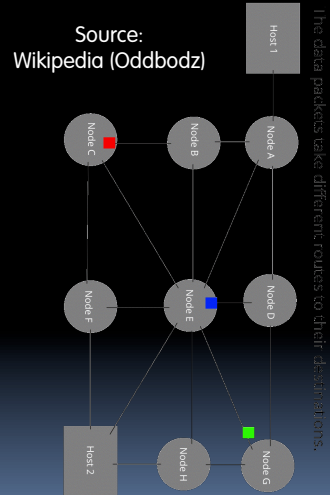 Source:
Wikipedia (Oddbodz)
The data packets take different routes to their destinations.
Host 1
Node C
Node B
Node A
Node F
Node E
Node D
Host 2
Node H
Node G